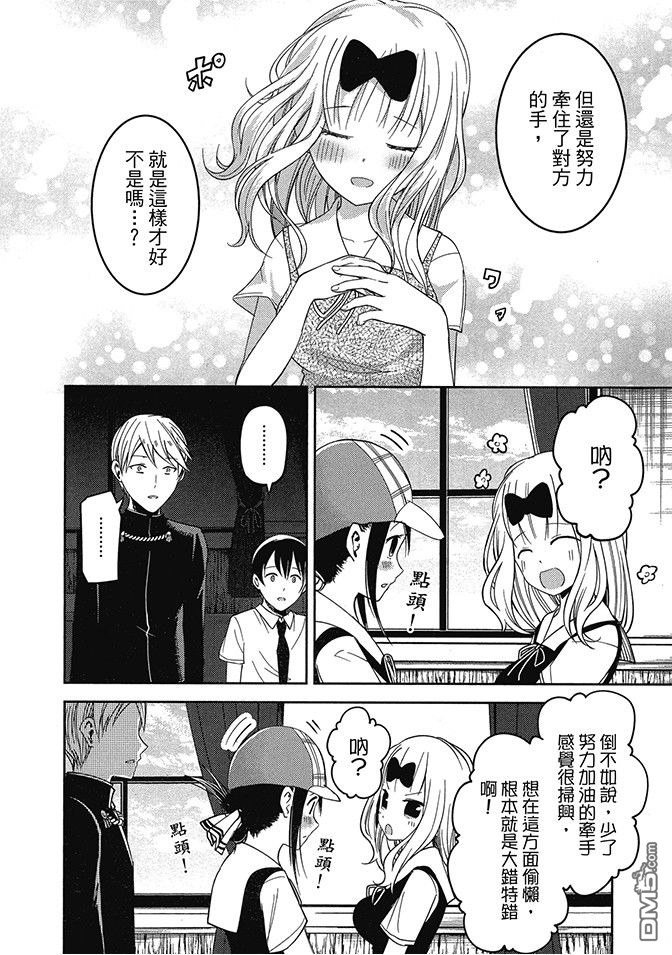 但還是努力
牽住了對方
的手，
ポ
ワ
ッ
就是這樣才好
不是嗎…？
吶？
點頭！
………
………
倒不如說，少了
努力加油的牽手
感覺很掃興，
想在這方面偷懶，
根本就是大錯特錯
啊！
吶？
點頭！
點頭！
DM5.com